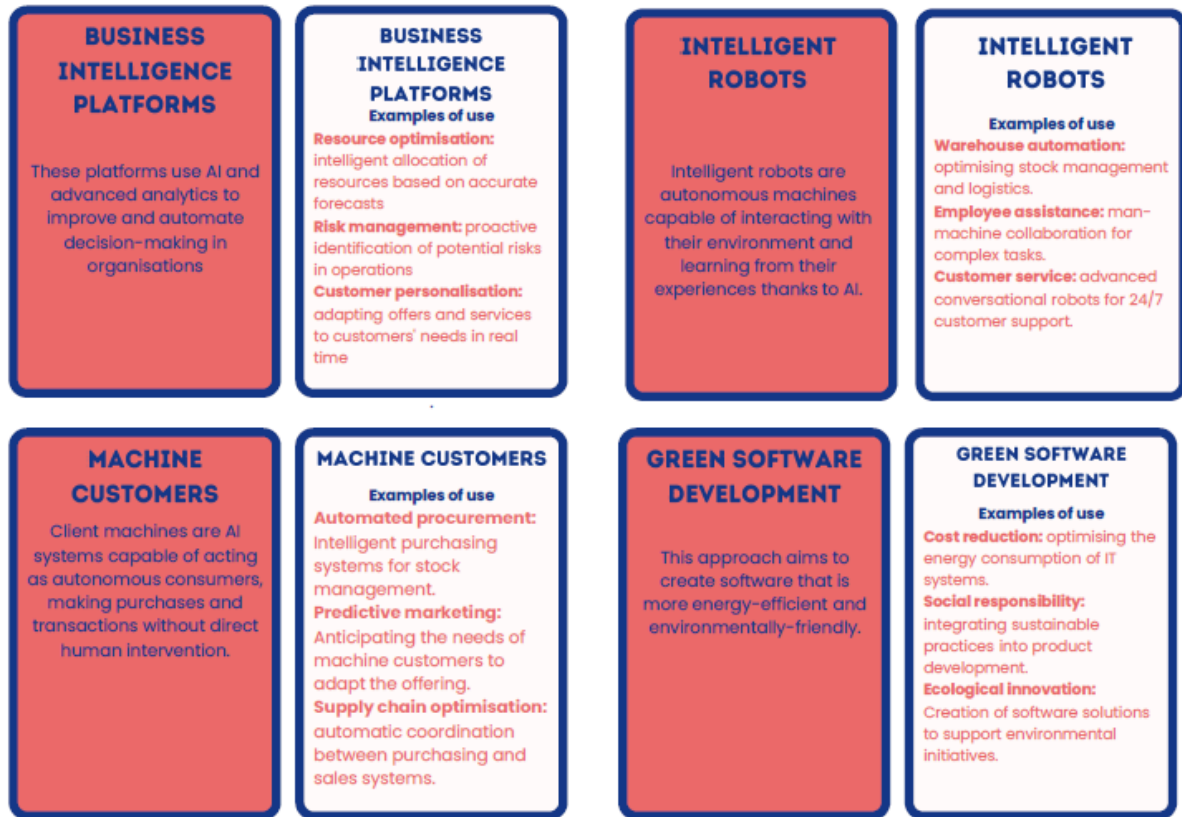 BUSINESS
INTELLIGENCE
PLATFORMS
These platforms use AI and
advanced analytics to
improve and automate
decision-making in
organisations
BUSINESS
INTELLIGENCE
PLATFORMS
Examples of use
Resource optimisation:
intelligent allocation of
resources based on accurate
forecasts
Risk management: proactive
identification of potential risks
in operations
Customer personalisation:
adapting offers and services
to customers' needs in real
time
INTELLIGENT
ROBOTS
Intelligent robots are
autonomous machines
capable of interacting with
their environment and
learning from their
experiences thanks to AI.
INTELLIGENT
ROBOTS
Examples of use
Warehouse automation:
optimising stock management
and logistics.
Employee assistance: man-
machine collaboration for
complex tasks.
Customer service: advanced
conversational robots for 24/7
customer support.
MACHINE
CUSTOMERS
Client machines are AI
systems capable of acting
as autonomous consumers,
making purchases and
transactions without direct
human intervention.
MACHINE CUSTOMERS
Examples of use
Automated procurement:
Intelligent purchasing
systems for stock
management.
Predictive marketing:
Anticipating the needs of
machine customers to
adapt the offering.
Supply chain optimisation:
automatic coordination
between purchasing and
sales systems.
GREEN SOFTWARE
DEVELOPMENT
This approach aims to
create software that is
more energy-efficient and
environmentally-friendly.
GREEN SOFTWARE
DEVELOPMENT
Examples of use
Cost reduction: optimising the
energy consumption of IT
systems.
Social responsibility:
integrating sustainable
practices into product
development.
Ecological innovation:
Creation of software solutions
to support environmental
initiatives.